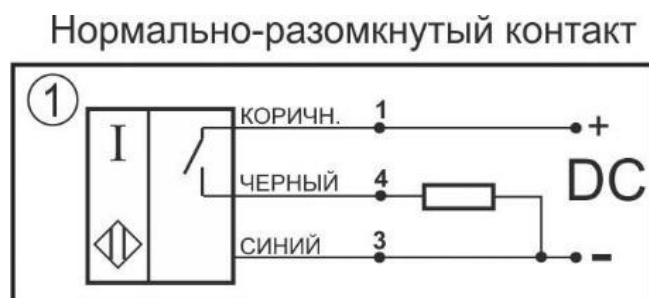 Нормально-разомкнутый контакт
1
I
КОРИЧН. 1 +
ЧЕРНЫЙ 4 DC
СИНИЙ 3 -